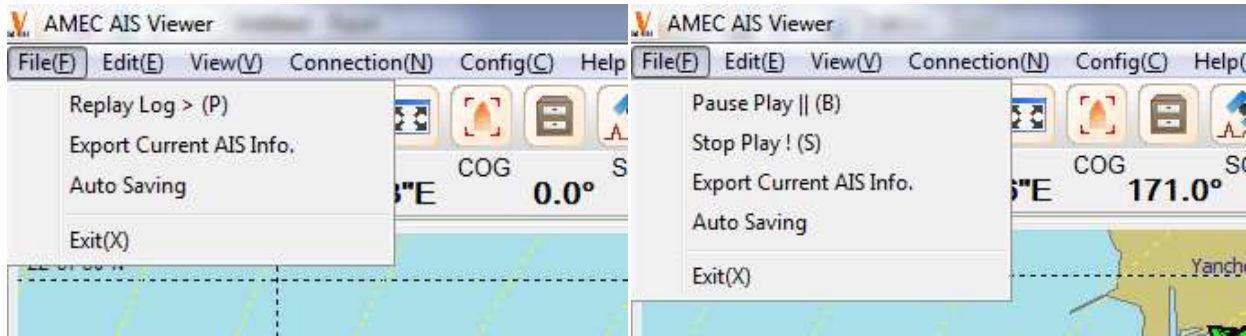 AMEC AIS Viewer
File(F) Edit(E) View(V) Connection(N) Config(C) Help
Replay Log > (P)
Export Current AIS Info.
Auto Saving
Exit(X)
COG
"E 0.0°
AMEC AIS Viewer
File(F) Edit(E) View(V) Connection(N) Config(C) Help(
Pause Play || (B)
Stop Play ! (S)
Export Current AIS Info.
Auto Saving
Exit(X)
COG
"E 171.0°
Yanche